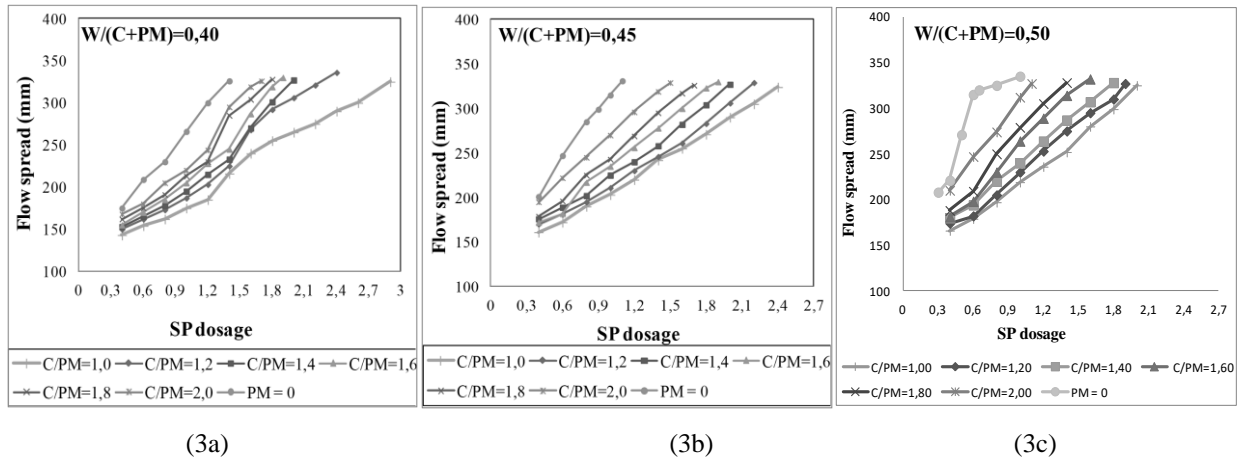 W/(C+PM)=0,40
Flow spread (mm)
400
350
300
250
200
150
100
0 0,3 0,6 0,9 1,2 1,5 1,8 2,1 2,4 2,7 3
SP dosage
C/PM=1,0 C/PM=1,2 C/PM=1,4 C/PM=1,6
C/PM=1,8 C/PM=2,0 PM = 0
(3a)
W/(C+PM)=0,45
Flow spread (mm)
400
350
300
250
200
150
100
0 0,3 0,6 0,9 1,2 1,5 1,8 2,1 2,4 2,7
SP dosage
C/PM=1,0 C/PM=1,2 C/PM=1,4 C/PM=1,6
C/PM=1,8 C/PM=2,0 PM = 0
(3b)
W/(C+PM)=0,50
Flow spread (mm)
400
350
300
250
200
150
100
0 0,3 0,6 0,9 1,2 1,5 1,8 2,1 2,4 2,7
SP dosage
C/PM=1,00 C/PM=1,20 C/PM=1,40 C/PM=1,60
C/PM=1,80 C/PM=2,00 PM = 0
(3c)